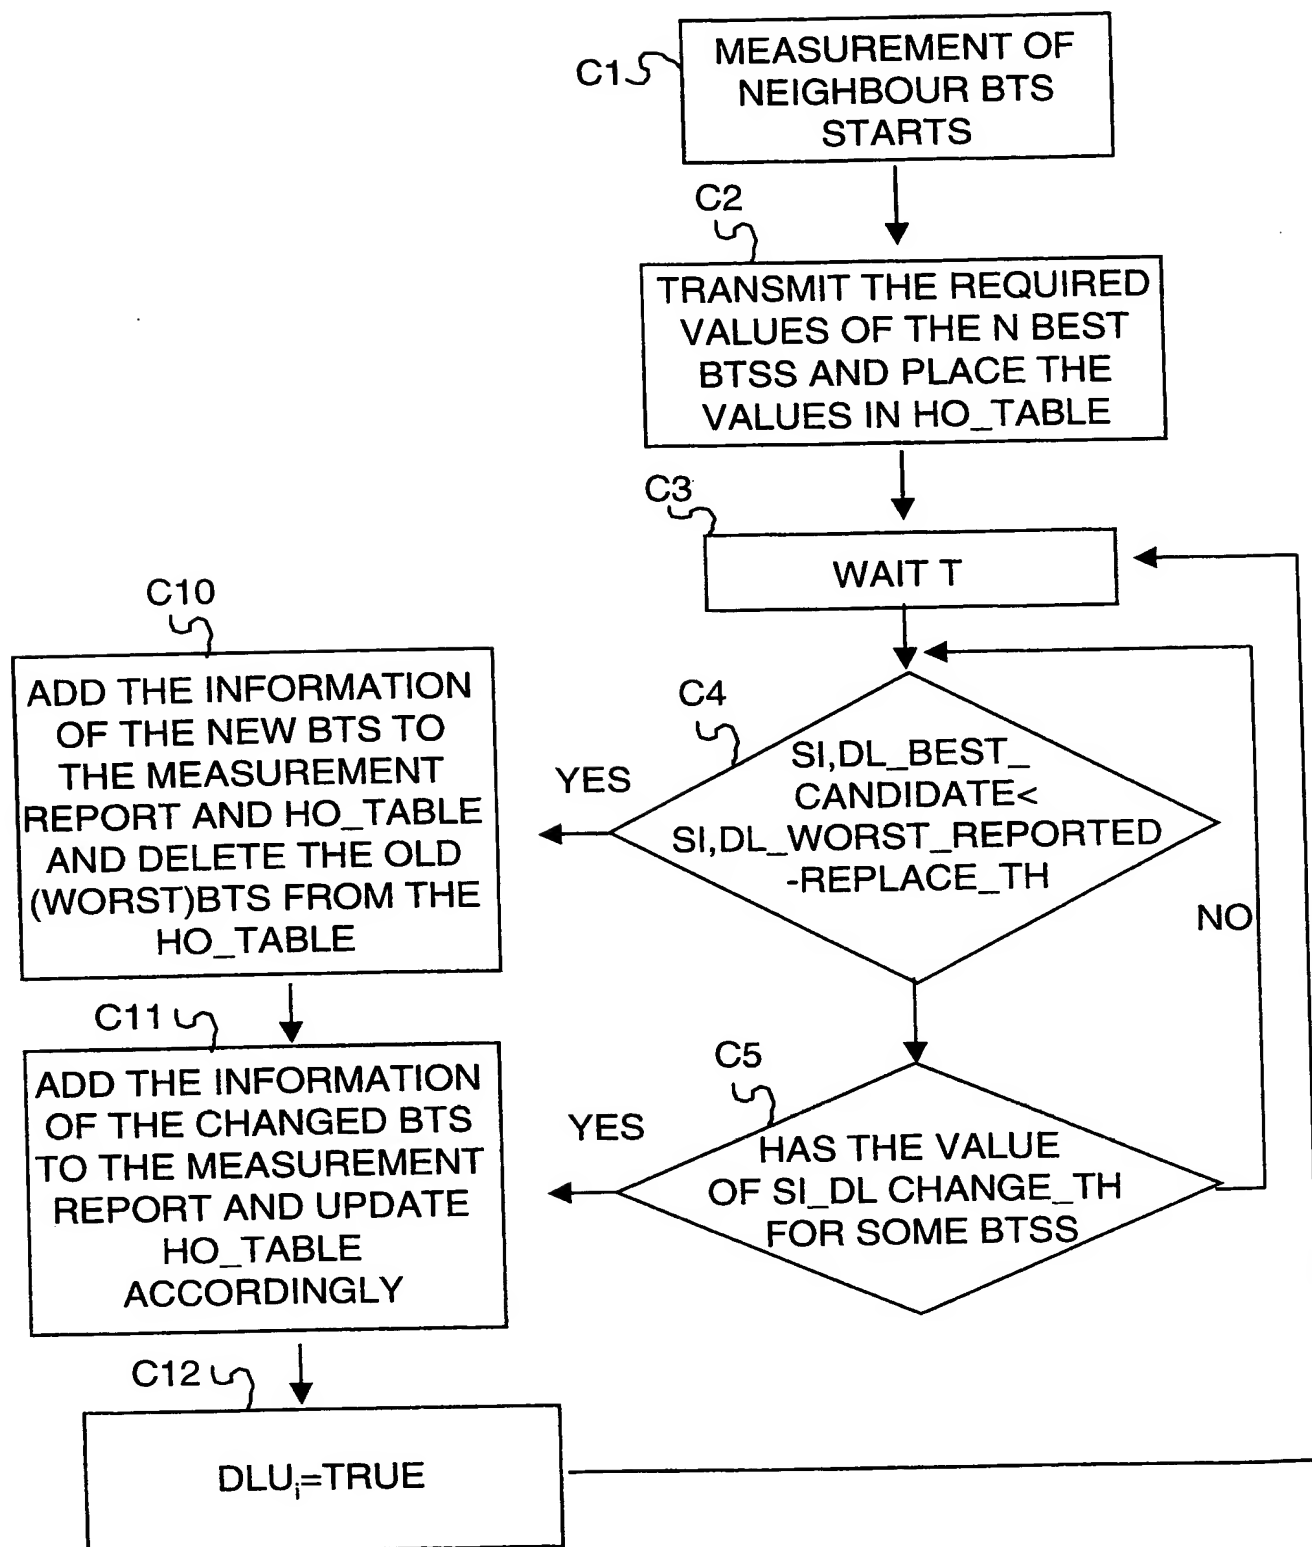 C1
MEASUREMENT OF
NEIGHBOUR BTS
STARTS
C2
TRANSMIT THE REQUIRED
VALUES OF THE N BEST
BTSS AND PLACE THE
VALUES IN HO_TABLE
C3
WAIT T
C4
SI,DL_BEST_
CANDIDATE<
SI,DL_WORST_REPORTED
-REPLACE_TH
YES
NO
C10
ADD THE INFORMATION
OF THE NEW BTS TO
THE MEASUREMENT
REPORT AND HO_TABLE
AND DELETE THE OLD
(WORST)BTS FROM THE
HO_TABLE
C5
HAS THE VALUE
OF SI_DL CHANGE_TH
FOR SOME BTSS
YES
C11
ADD THE INFORMATION
OF THE CHANGED BTS
TO THE MEASUREMENT
REPORT AND UPDATE
HO_TABLE
ACCORDINGLY
C12
DLUi=TRUE